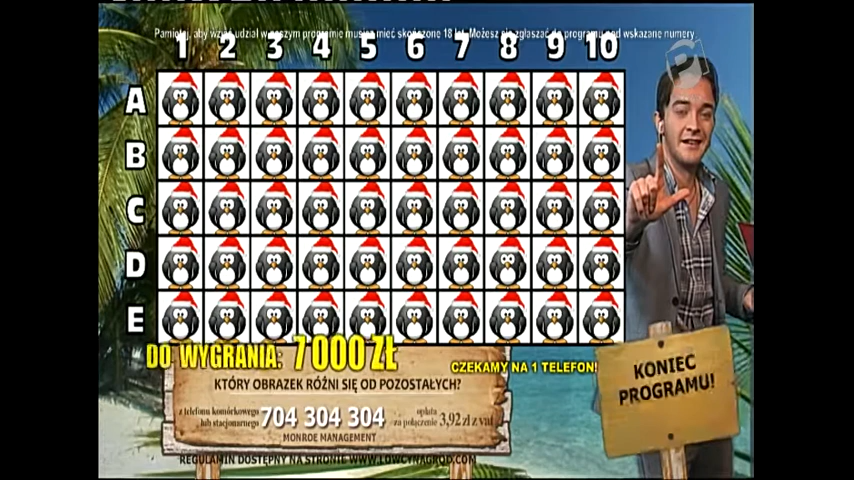 Pamiętaj, aby wziąć udział w naszym programie musisz mieć skończone 18 lat. Możesz się zgłaszać do programu pod wskazane numery
1 2 3 4 5 6 7 8 9 10
A
B
C
D
E
DO WYGRANIA: 7000 ZŁ
CZEKAMY NA 1 TELEFON!
KTÓRY OBRAZEK RÓŻNI SIĘ OD POZOSTAŁYCH?
z telefonu komórkowego
lub stacjonarnego
704 304 304
opłata
za połączenie 3,92 zł z vat
MONROE MANAGEMENT
REGULAMIN DOSTĘPNY NA STRONIE WWW.LOWCYNAGROD.COM
KONIEC
PROGRAMU!